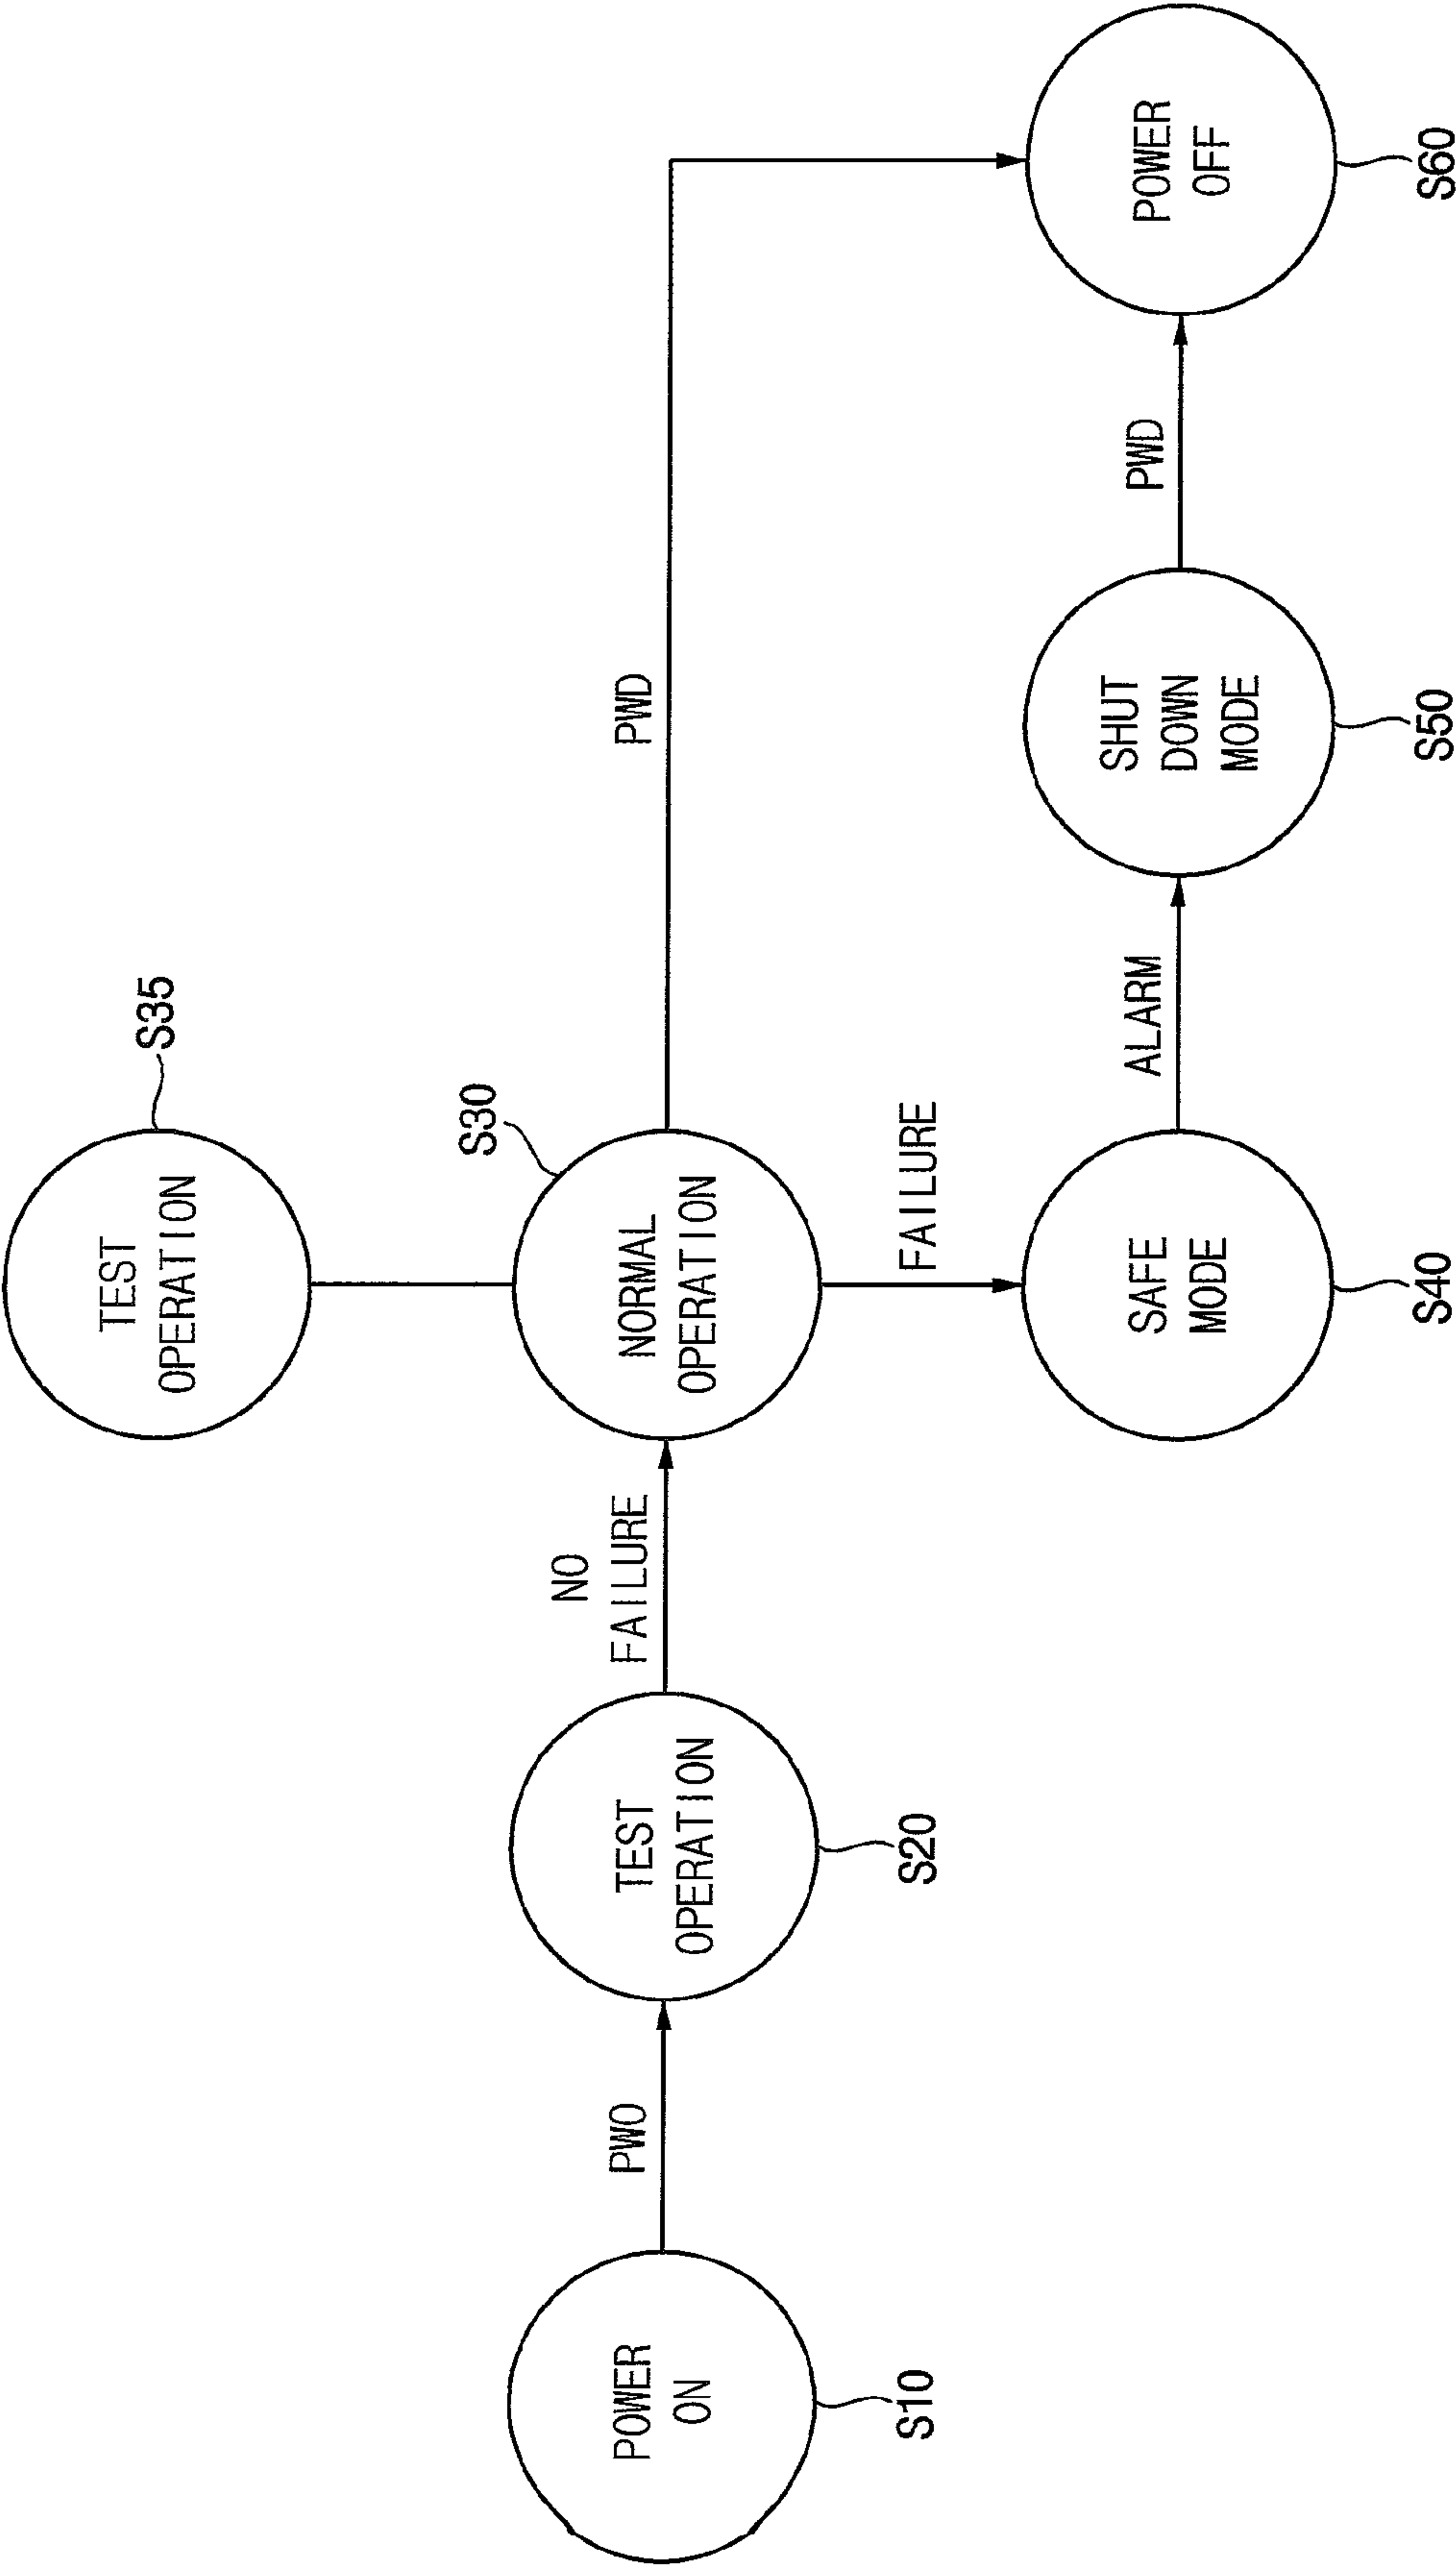 TEST
OPERATION
S35
POWER
ON
S10
PWO
TEST
OPERATION
S20
NO
FAILURE
NORMAL
OPERATION
S30
PWD
FAILURE
SAFE
MODE
S40
ALARM
SHUT
DOWN
MODE
S50
PWD
POWER
OFF
S60